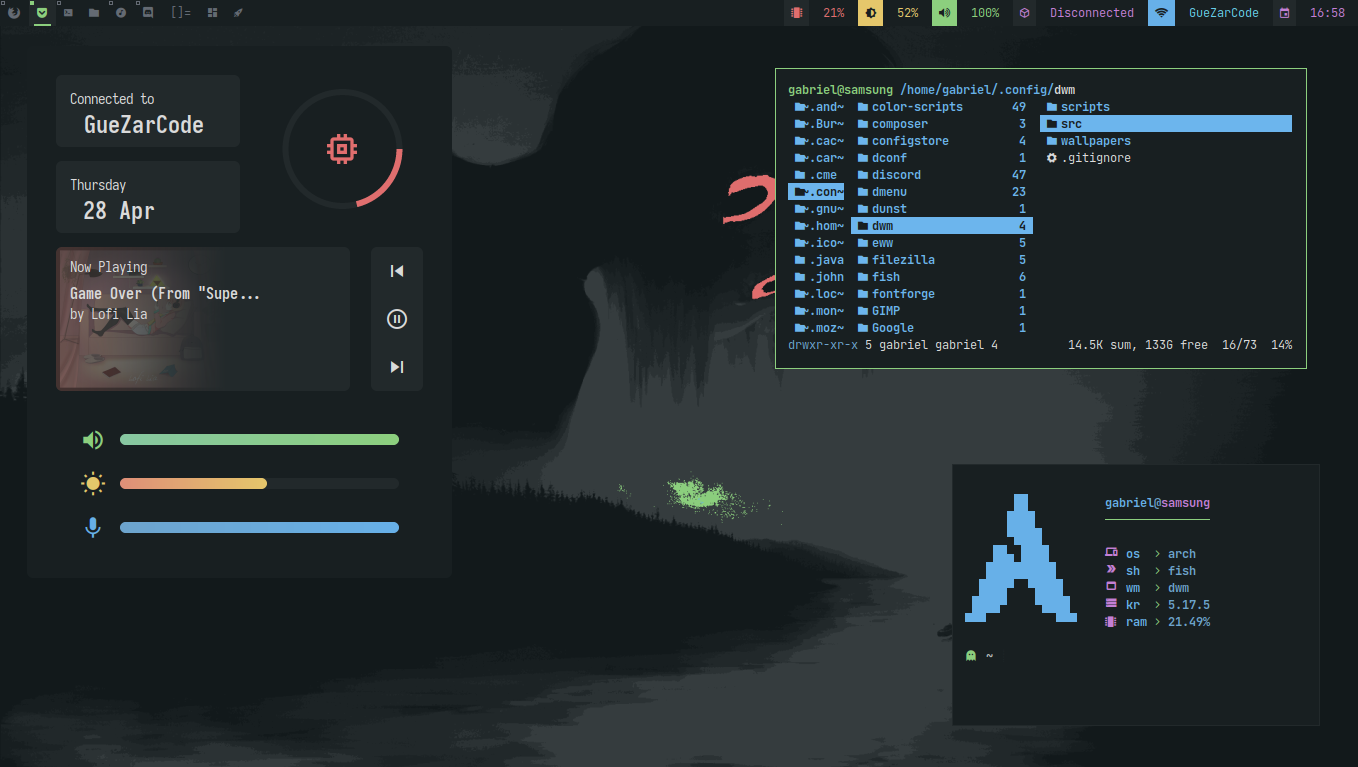 []=
21%
52%
100%
Disconnected
GueZarCode
16:58
Connected to
GueZarCode
Thursday
28 Apr
Now Playing
Game Over (From "Supe...
by Lofi Lia
gabriel@samsung /home/gabriel/.config/dwm
.and~ color-scripts 49 scripts
.Bur~ composer 3 src
.cac~ configstore 4 wallpapers
.car~ dconf 1 .gitignore
.cme discord 47
.con~ dmenu 23
.gnu~ dunst 1
.hom~ dwm 4
.ico~ eww 5
.java filezilla 5
.john fish 6
.loc~ fontforge 1
.mon~ GIMP 1
.moz~ Google 1
drwxr-xr-x 5 gabriel gabriel 4 14.5K sum, 133G free 16/73 14%
gabriel@samsung
os > arch
sh > fish
wm > dwm
kr > 5.17.5
ram > 21.49%
~